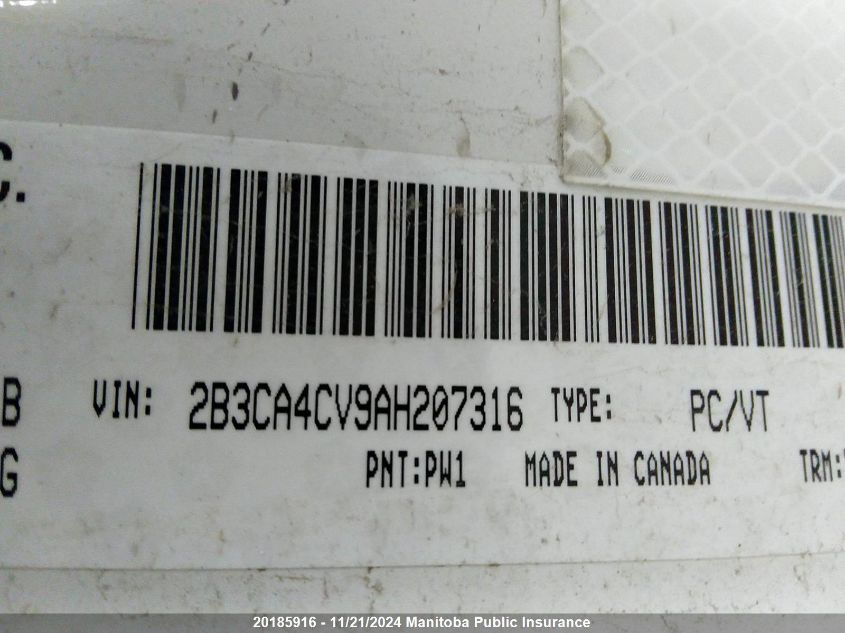 C.
B VIN: 2B3CA4CV9AH207316 TYPE: PC/VT
G PNT:PW1 MADE IN CANADA TRM:
20185916 - 11/21/2024 Manitoba Public Insurance